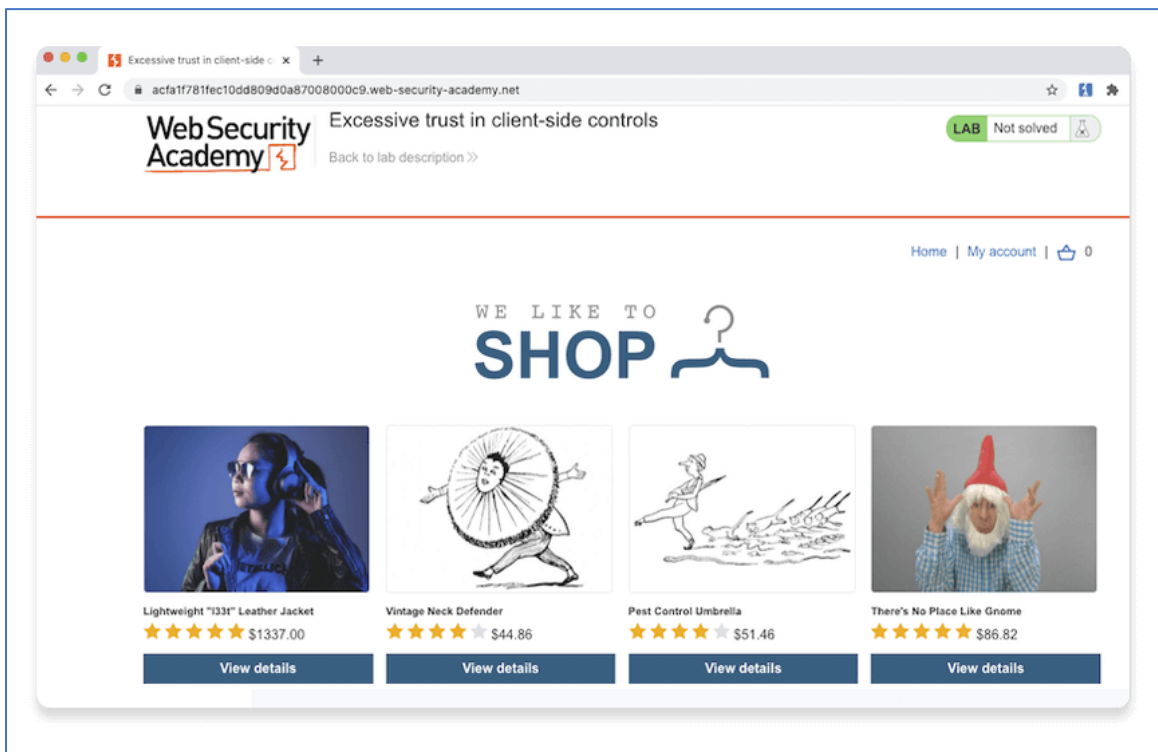 Excessive trust in client-side c
acfa1f781fec10dd809d0a87008000c9.web-security-academy.net
Web Security
Academy
Excessive trust in client-side controls
Back to lab description
LAB Not solved
Home | My account | 0
WE LIKE TO
SHOP
METALLICA
Lightweight "l33t" Leather Jacket
Vintage Neck Defender
Pest Control Umbrella
There's No Place Like Gnome
$1337.00
$44.86
$51.46
$86.82
View details
View details
View details
View details